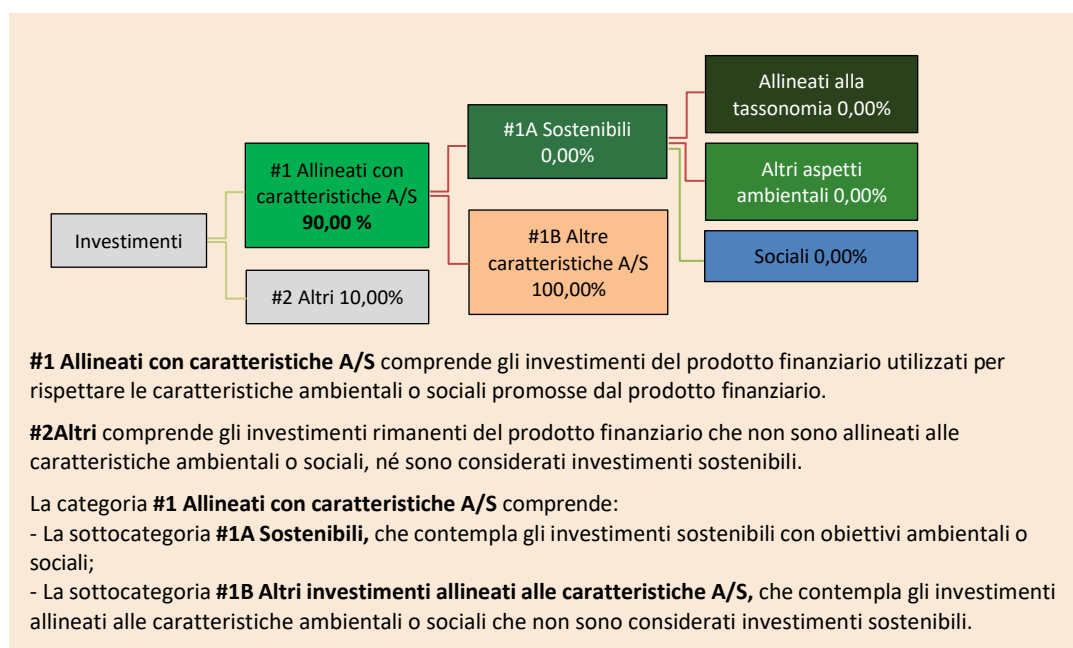 Investimenti
#1 Allineati con
caratteristiche A/S
90,00 %
#2 Altri 10,00%
#1A Sostenibili
0,00%
#1B Altre
caratteristiche A/S
100,00%
Allineati alla
tassonomia 0,00%
Altri aspetti
ambientali 0,00%
Sociali 0,00%
#1 Allineati con caratteristiche A/S comprende gli investimenti del prodotto finanziario utilizzati per
rispettare le caratteristiche ambientali o sociali promosse dal prodotto finanziario.
#2Altri comprende gli investimenti rimanenti del prodotto finanziario che non sono allineati alle
caratteristiche ambientali o sociali, né sono considerati investimenti sostenibili.
La categoria #1 Allineati con caratteristiche A/S comprende:
- La sottocategoria #1A Sostenibili, che contempla gli investimenti sostenibili con obiettivi ambientali o
sociali;
- La sottocategoria #1B Altri investimenti allineati alle caratteristiche A/S, che contempla gli investimenti
allineati alle caratteristiche ambientali o sociali che non sono considerati investimenti sostenibili.